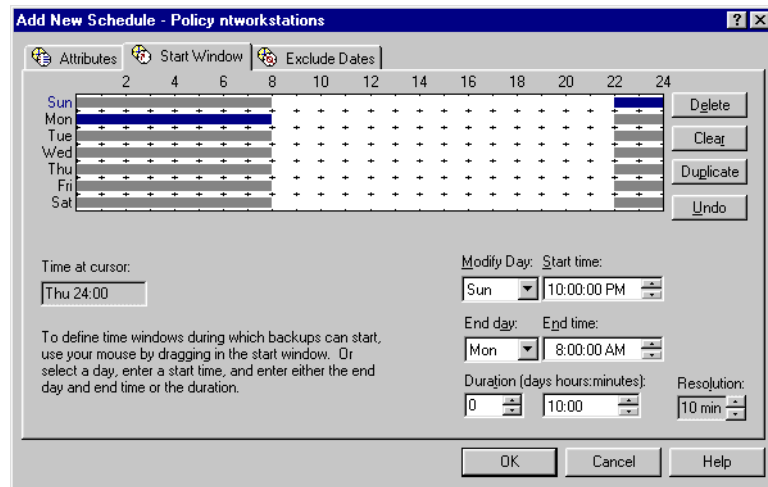 Add New Schedule - Policy ntworkstations
Attributes Start Window Exclude Dates
2 4 6 8 10 12 14 16 18 20 22 24
Sun
Mon
Tue
Wed
Thu
Fri
Sat
Delete
Clear
Duplicate
Undo
Time at cursor:
Thu 24:00
To define time windows during which backups can start,
use your mouse by dragging in the start window. Or
select a day, enter a start time, and enter either the end
day and end time or the duration.
Modify Day: Start time:
Sun 10:00:00 PM
End day: End time:
Mon 8:00:00 AM
Duration (days hours:minutes): Resolution:
0 10:00 10 min
OK Cancel Help